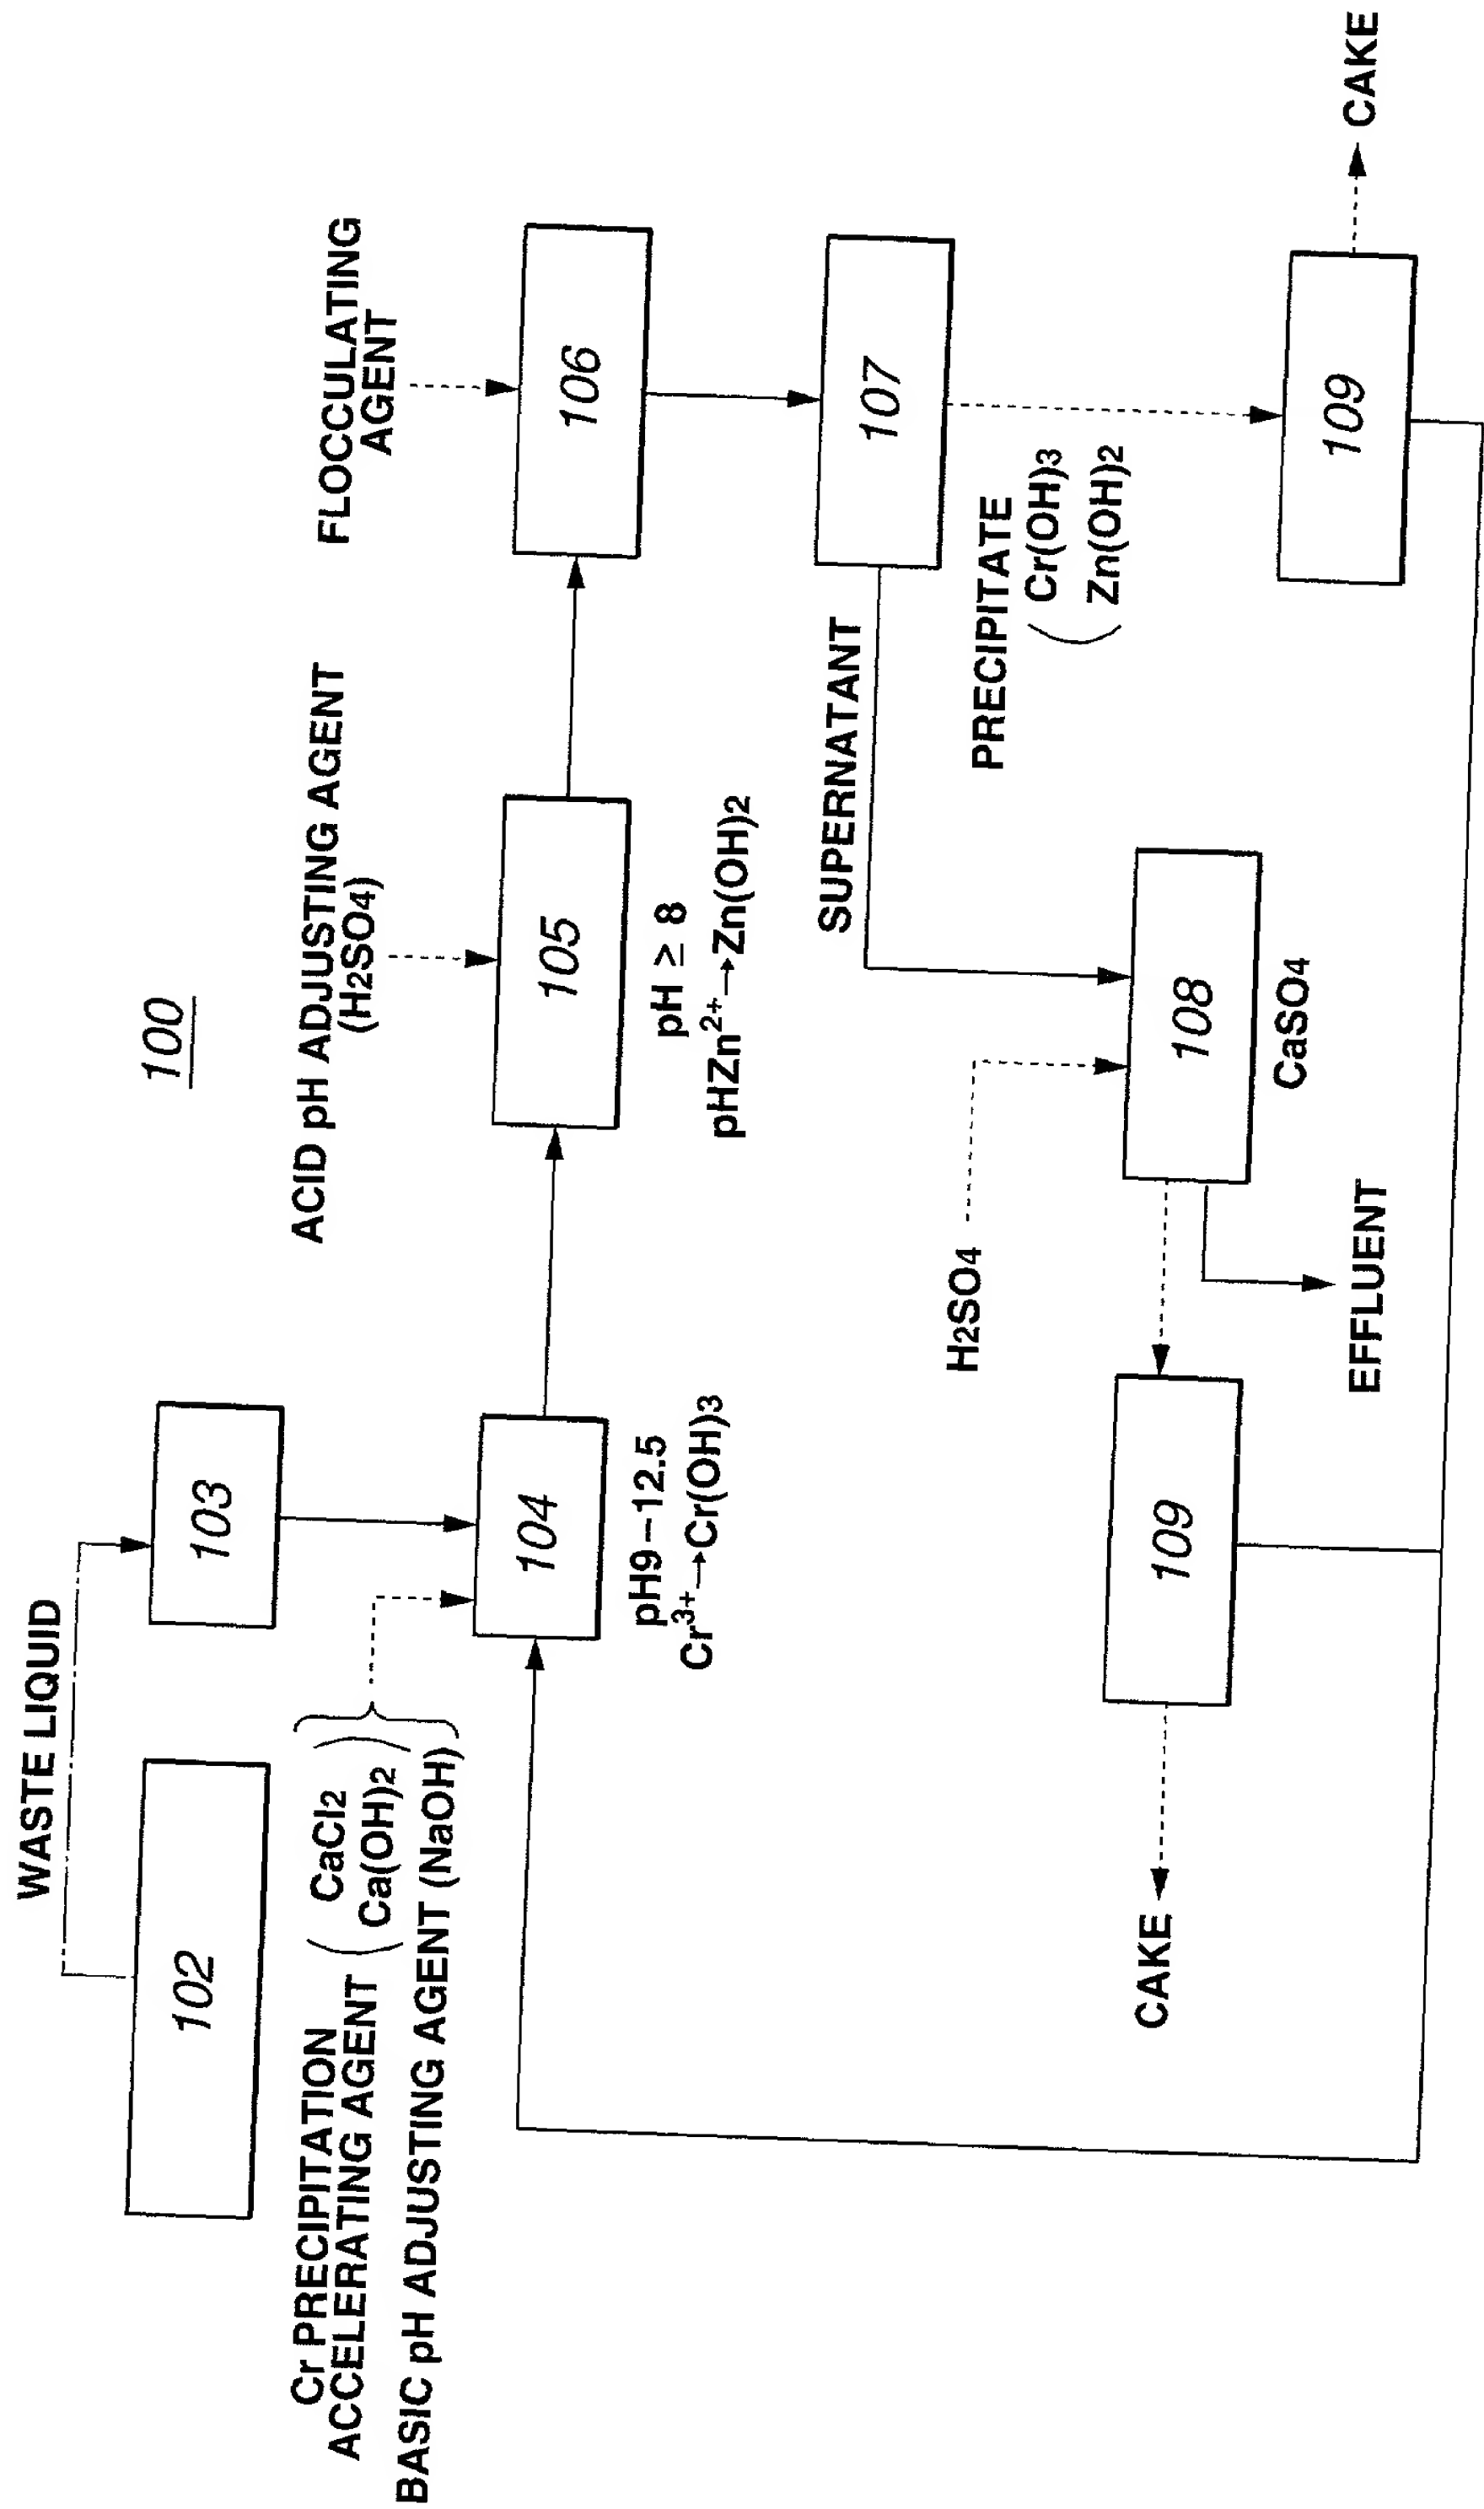 100
WASTE LIQUID
102
103
Cr PRECIPITATION
ACCELERATING AGENT
( CaCl2
Ca(OH)2 )
BASIC pH ADJUSTING AGENT (NaOH)
104
pH9-12.5
Cr3+→Cr(OH)3
ACID pH ADJUSTING AGENT
(H2SO4)
105
pH ≥ 8
pHZn2+→Zn(OH)2
FLOCCULATING
AGENT
106
107
SUPERNATANT
PRECIPITATE
( Cr(OH)3
Zn(OH)2
H2SO4
108
CaSO4
EFFLUENT
109
CAKE
109
CAKE